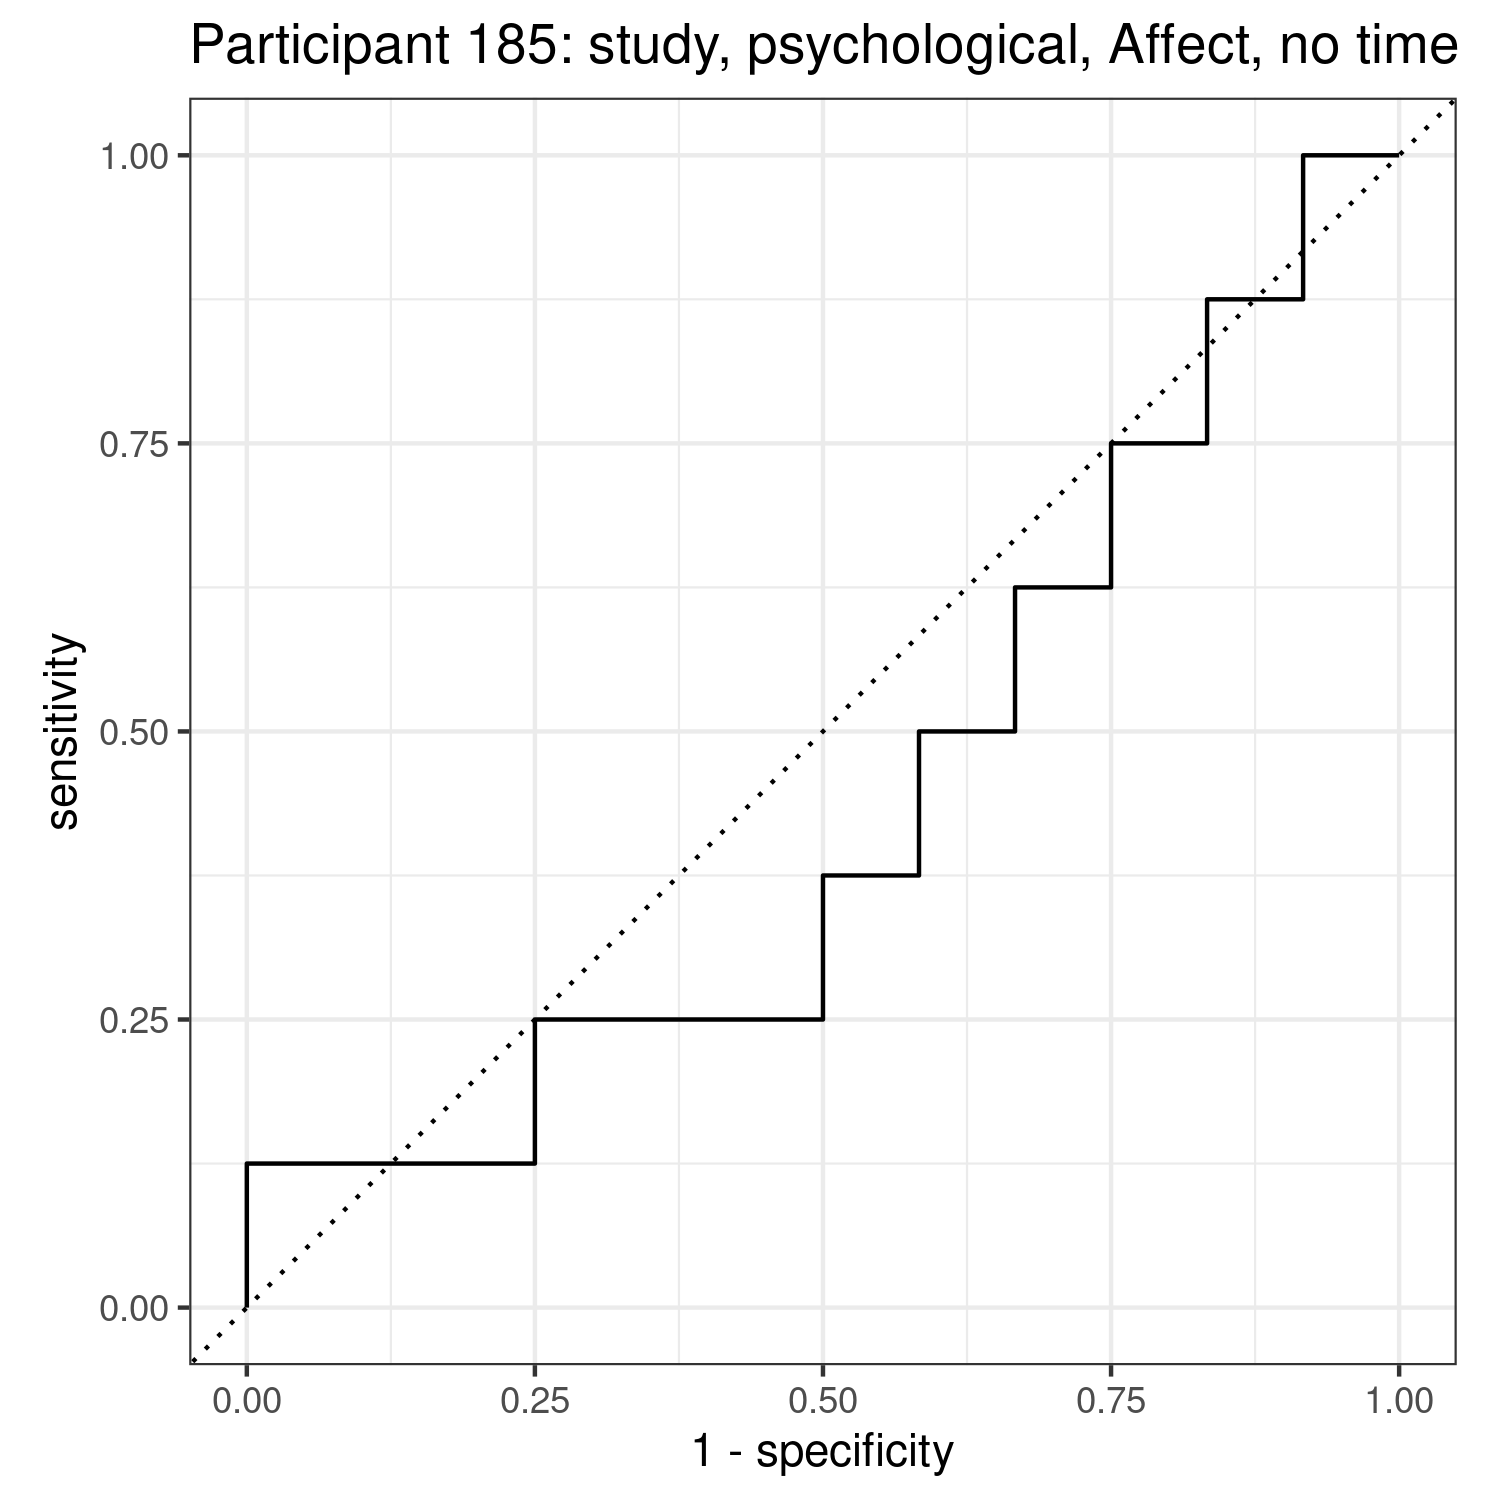 Participant 185: study, psychological, Affect, no time
1.00
0.75
0.50
0.25
0.00
sensitivity
0.00 0.25 0.50 0.75 1.00
1 - specificity